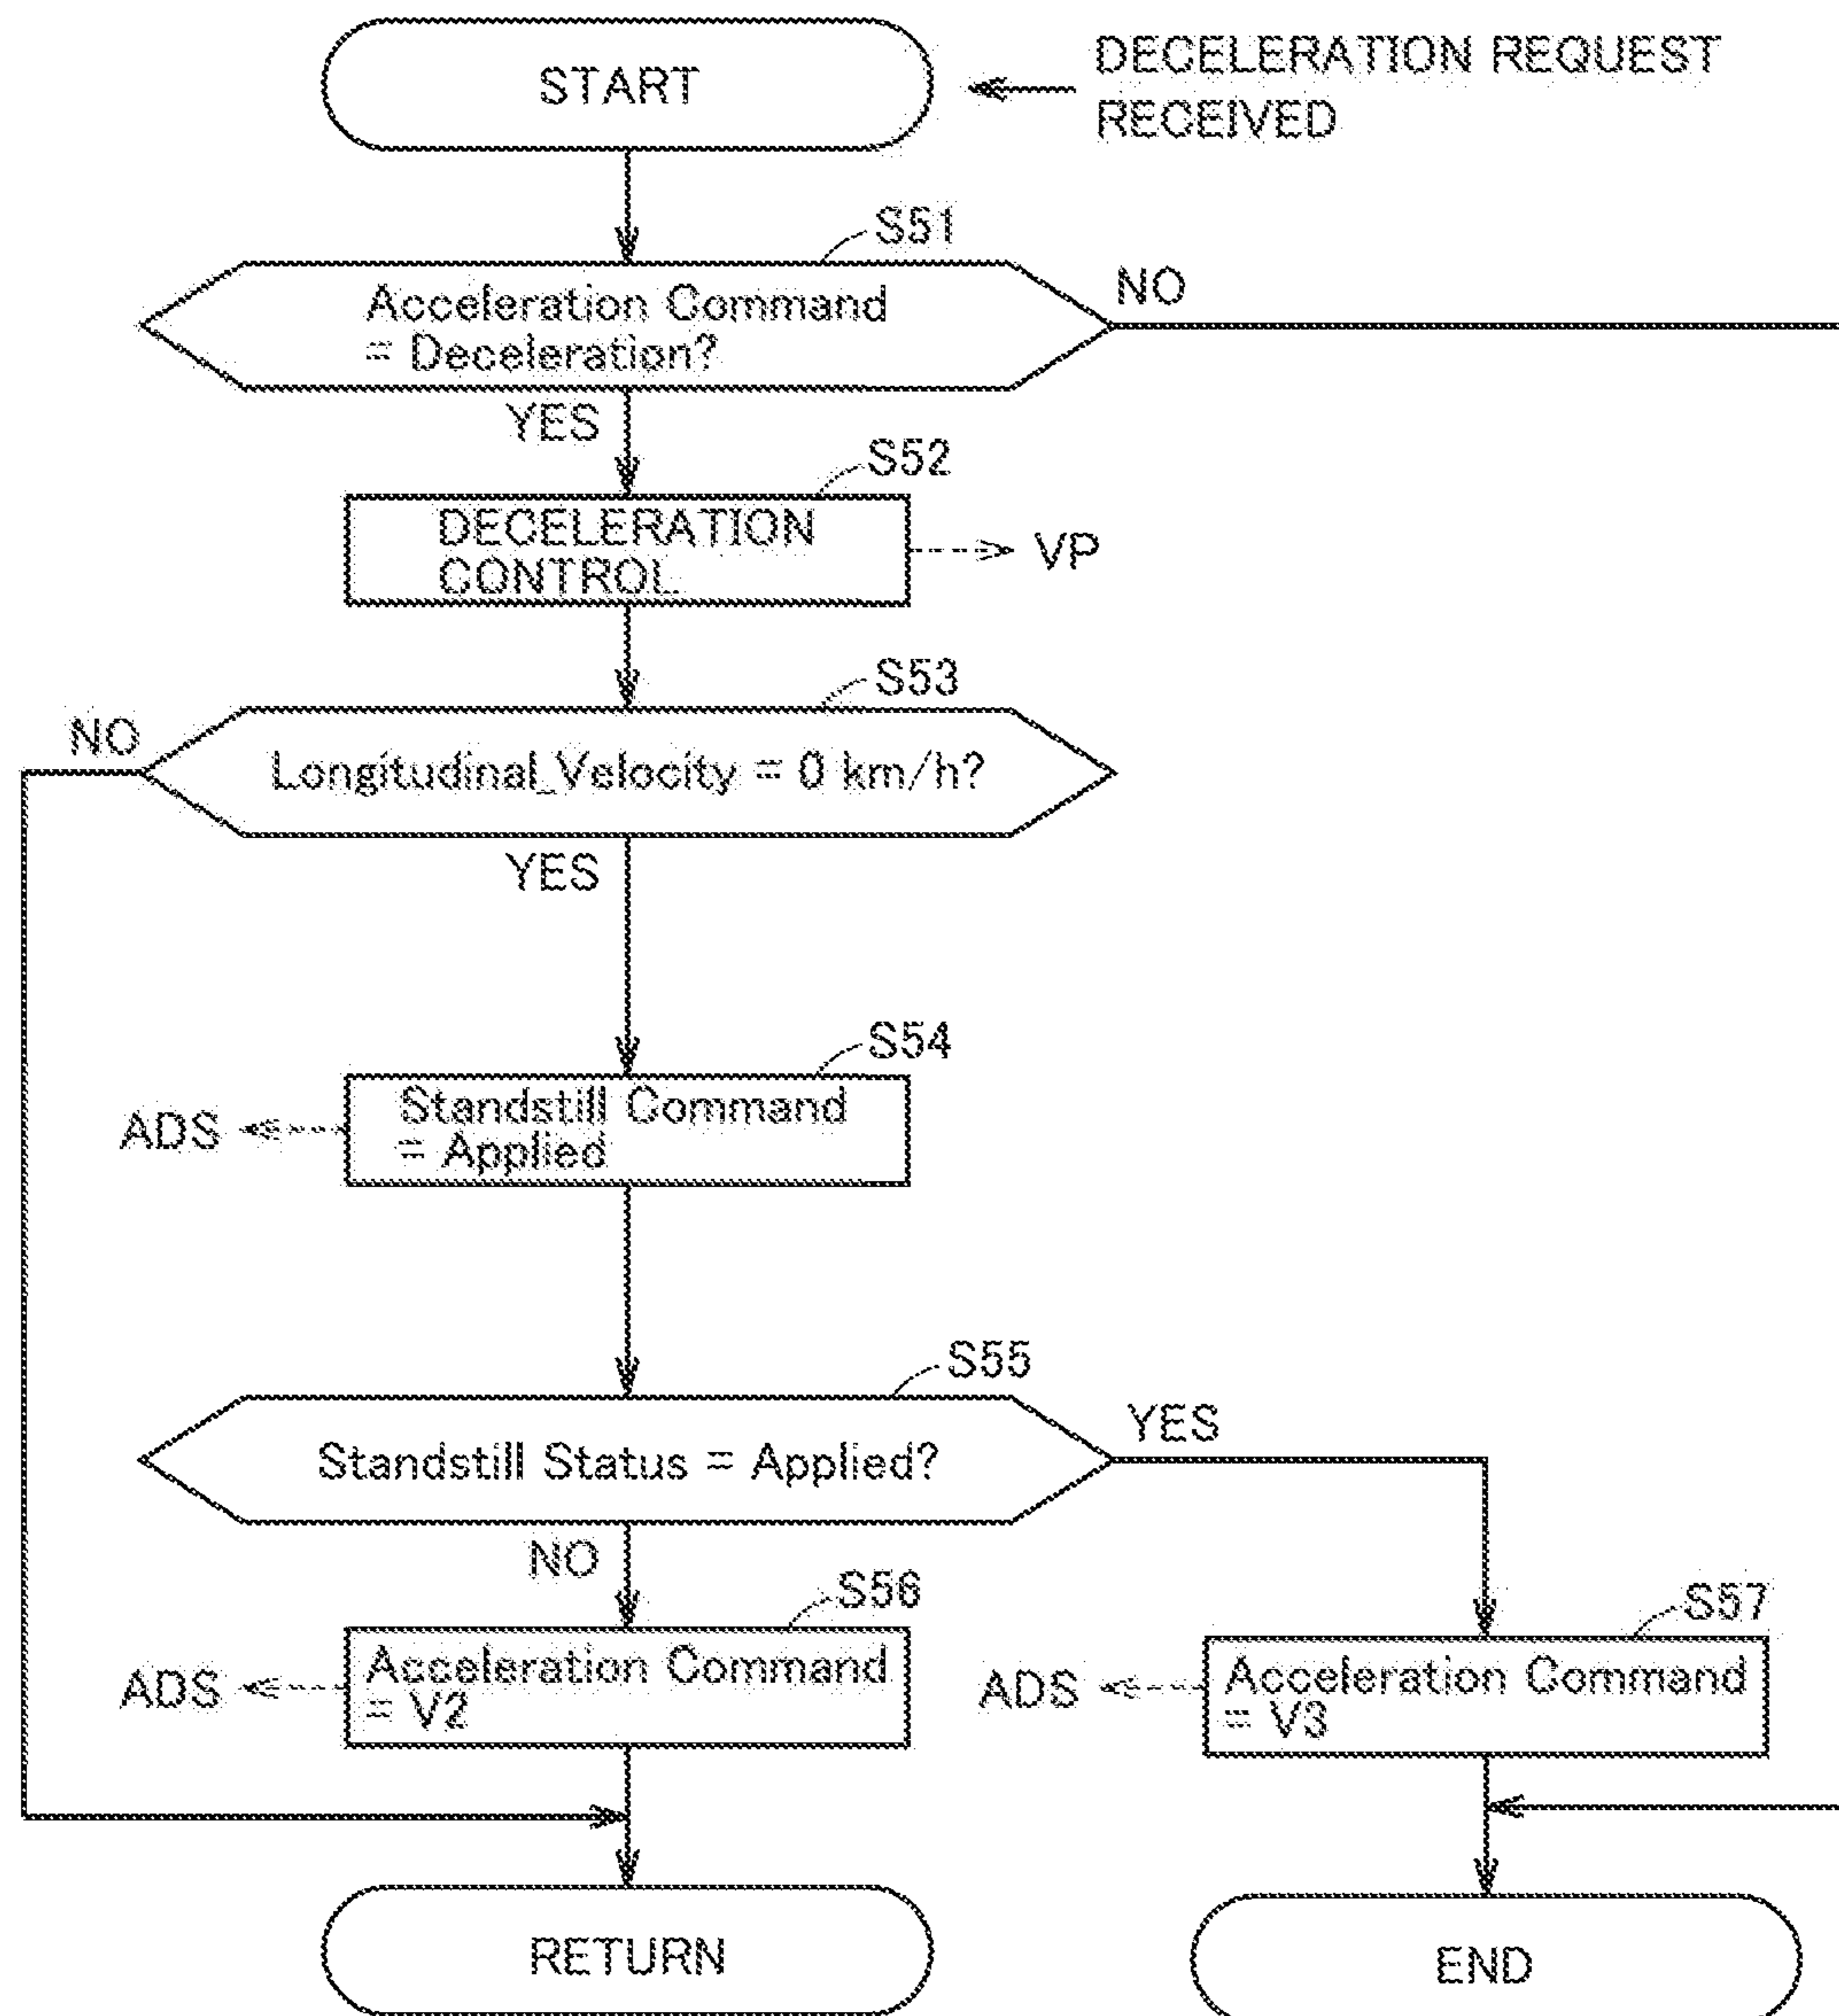 START
DECELERATION REQUEST
RECEIVED
S51
Acceleration Command
= Deceleration?
NO
YES
S52
DECELERATION
CONTROL
VP
S53
NO
Longitudinal_Velocity = 0 km/h?
YES
S54
ADS
Standstill Command
= Applied
S55
Standstill Status = Applied?
YES
NO
S56
ADS
Acceleration Command
= V2
S57
ADS
Acceleration Command
= V3
RETURN
END